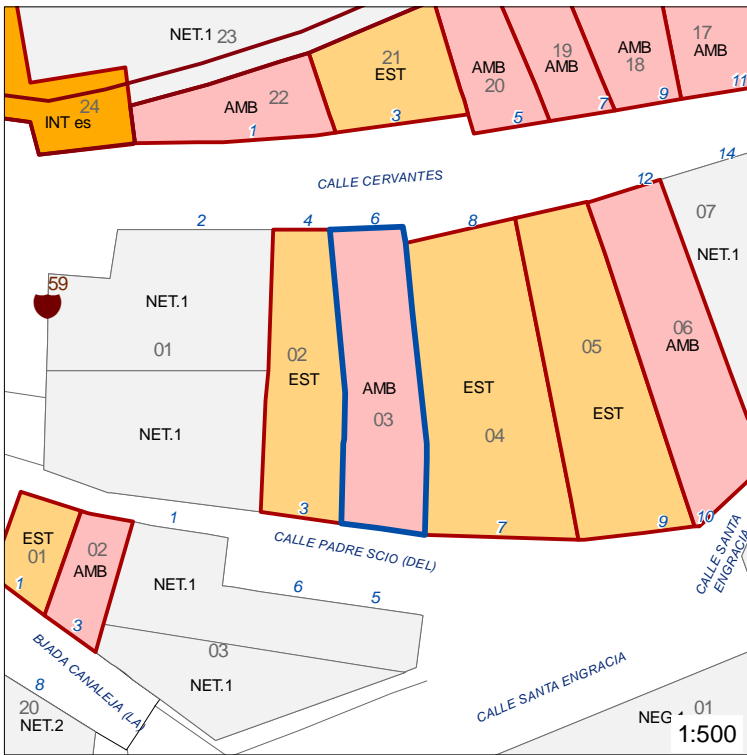 NET.1 23
17
AMB
21
EST
19
AMB
AMB
18
AMB
20
11
9
7
5
3
24
INT es
AMB 22
1
CALLE CERVANTES
14
12
2
4
6
8
07
NET.1
59
NET.1
01
02
EST
AMB
03
EST
04
05
EST
06
AMB
NET.1
3
7
9
10
CALLE PADRE SCIO (DEL)
CALLE SANTA
ENGRACIA
EST
01
1
02
AMB
3
1
NET.1
6
5
03
NET.1
BJADA CANALEJA (LA)
8
20
NET.2
CALLE SANTA ENGRACIA
01
1:500